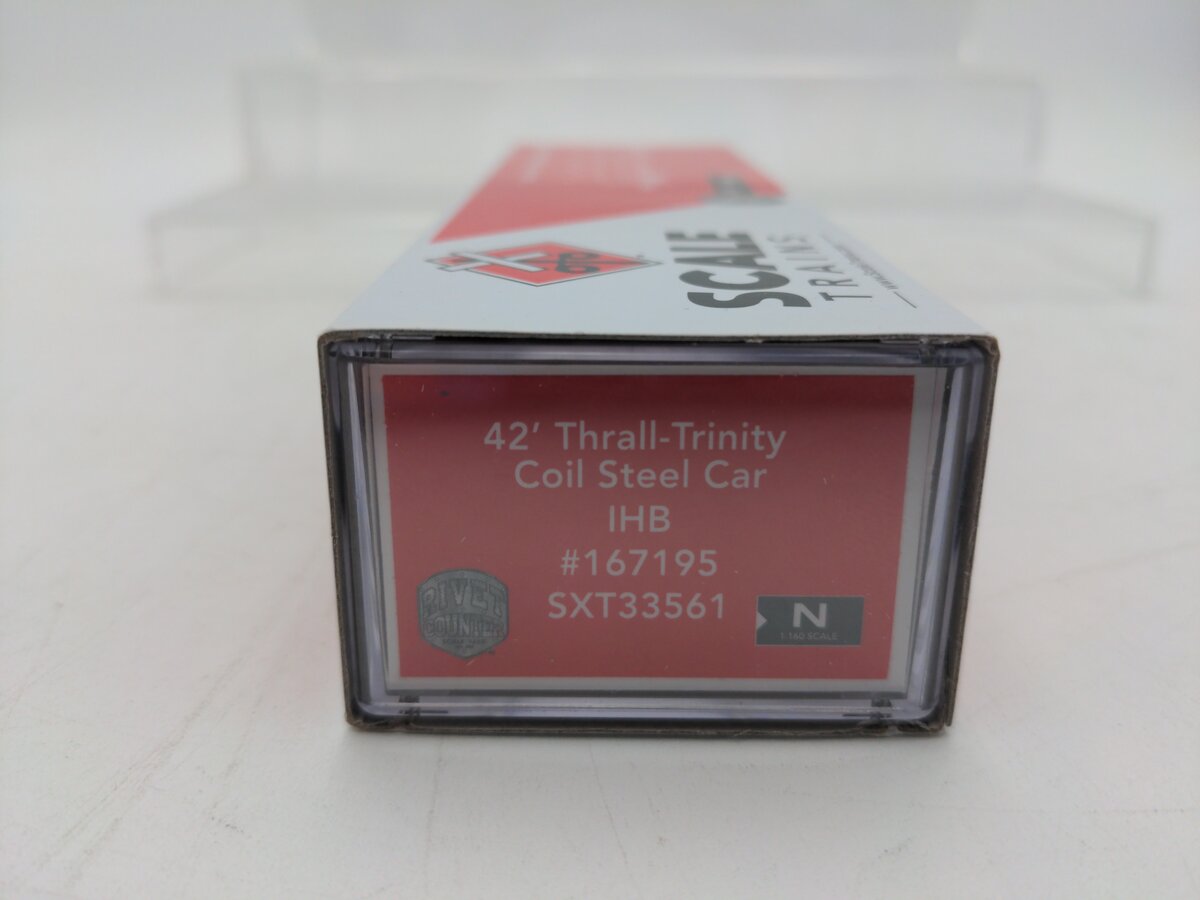 SCALE
TRAINS
42' Thrall-Trinity
Coil Steel Car
IHB
#167195
SXT33561
RIVET
COUNTER
N
1:160 SCALE